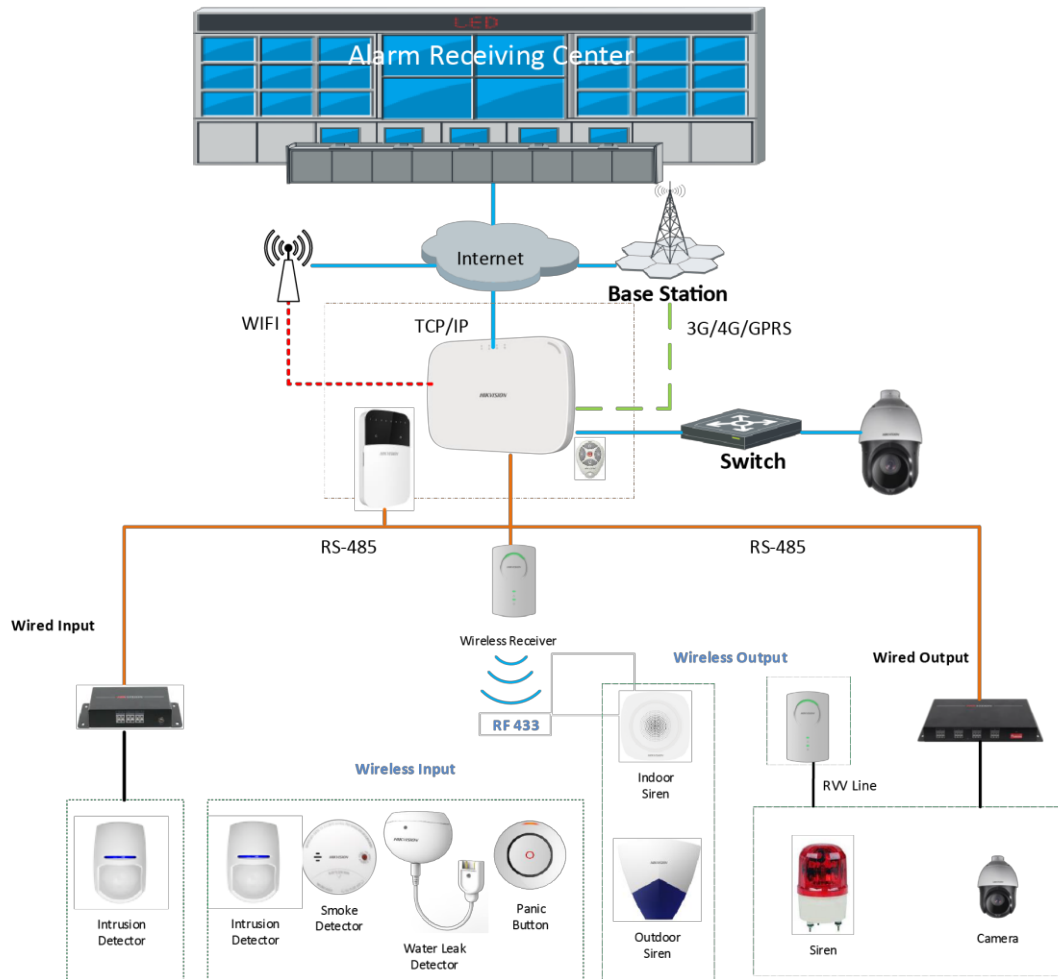 LED
Alarm Receiving Center
Internet
Base Station
WIFI
TCP/IP
3G/4G/GPRS
HIKVISION
Switch
RS-485
RS-485
Wired Input
Wireless Receiver
Wireless Output
Wired Output
RF 433
Wireless Input
Indoor
Siren
RVV Line
Intrusion
Detector
Intrusion
Detector
Smoke
Detector
Water Leak
Detector
Panic
Button
Outdoor
Siren
Siren
Camera